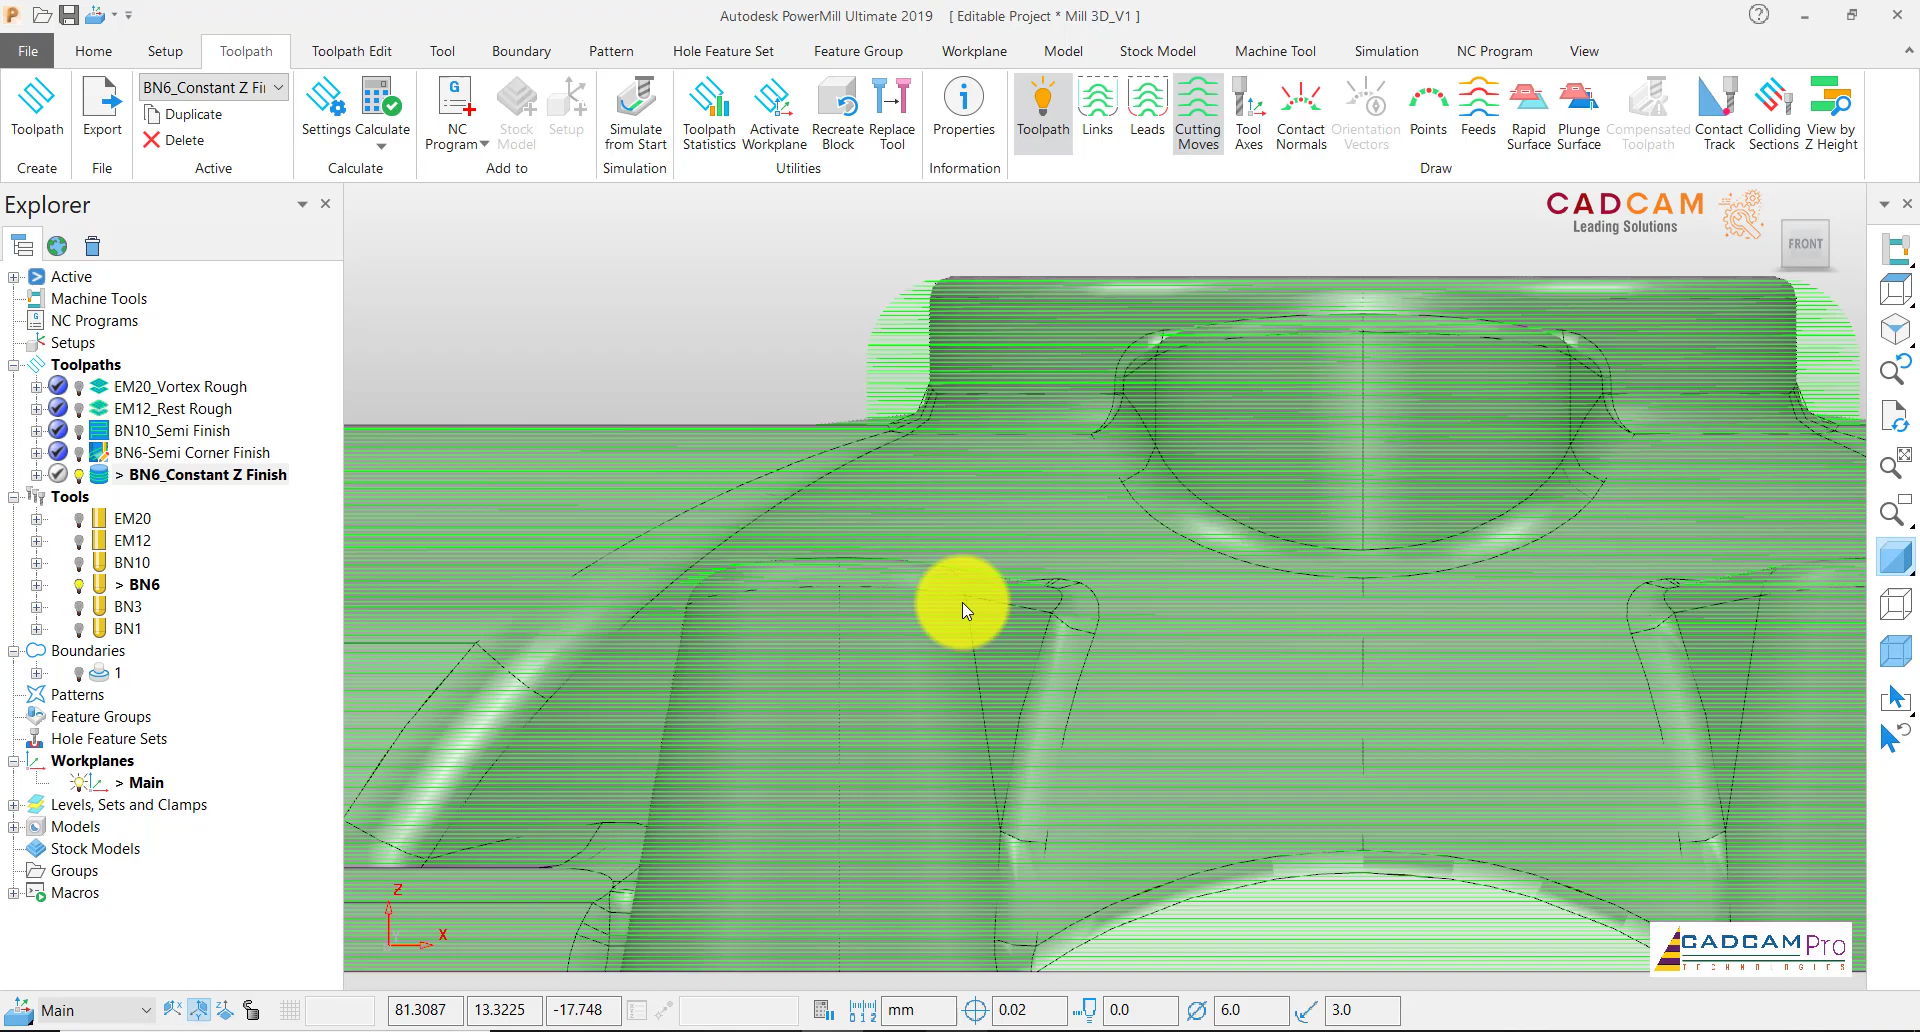 Autodesk PowerMill Ultimate 2019 [ Editable Project * Mill 3D_V1 ]
File Home Setup Toolpath Toolpath Edit Tool Boundary Pattern Hole Feature Set Feature Group Workplane Model Stock Model Machine Tool Simulation NC Program View
BN6_Constant Z Fi
Duplicate
Delete
Toolpath
Export
Settings
Calculate
NC Program
Stock Model
Setup
Simulate from Start
Toolpath Statistics
Activate Workplane
Recreate Block
Replace Tool
Properties
Toolpath
Links
Leads
Cutting Moves
Tool Axes
Contact Normals
Orientation Vectors
Points
Feeds
Rapid Surface
Plunge Surface
Compensated Toolpath
Contact Track
Colliding Sections
View by Z Height
Create File Active Calculate Add to Simulation Utilities Information Draw
Explorer
Active
Machine Tools
NC Programs
Setups
Toolpaths
EM20_Vortex Rough
EM12_Rest Rough
BN10_Semi Finish
BN6-Semi Corner Finish
> BN6_Constant Z Finish
Tools
EM20
EM12
BN10
> BN6
BN3
BN1
Boundaries
1
Patterns
Feature Groups
Hole Feature Sets
Workplanes
> Main
Levels, Sets and Clamps
Models
Stock Models
Groups
Macros
CADCAM
Leading Solutions
FRONT
Z
X
CADCAM Pro
TECHNOLOGIES
Main 81.3087 13.3225 -17.748 mm 0.02 0.0 6.0 3.0